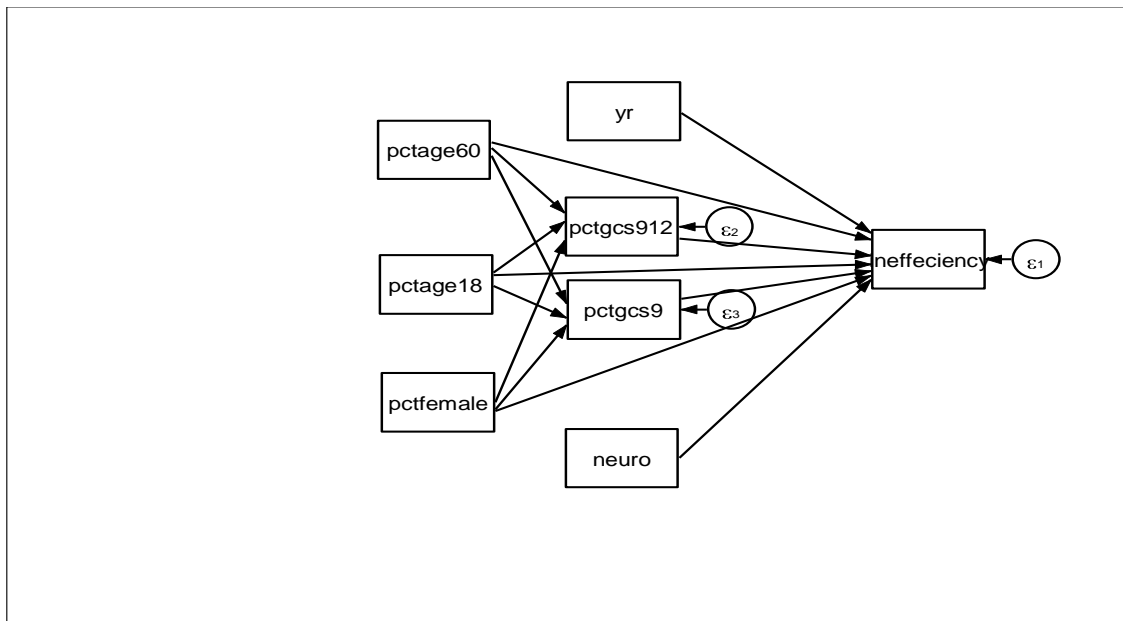 yr
pctage60
pctgcs912
ε2
pctage18
neffeciency
ε1
pctgcs9
ε3
pctfemale
neuro